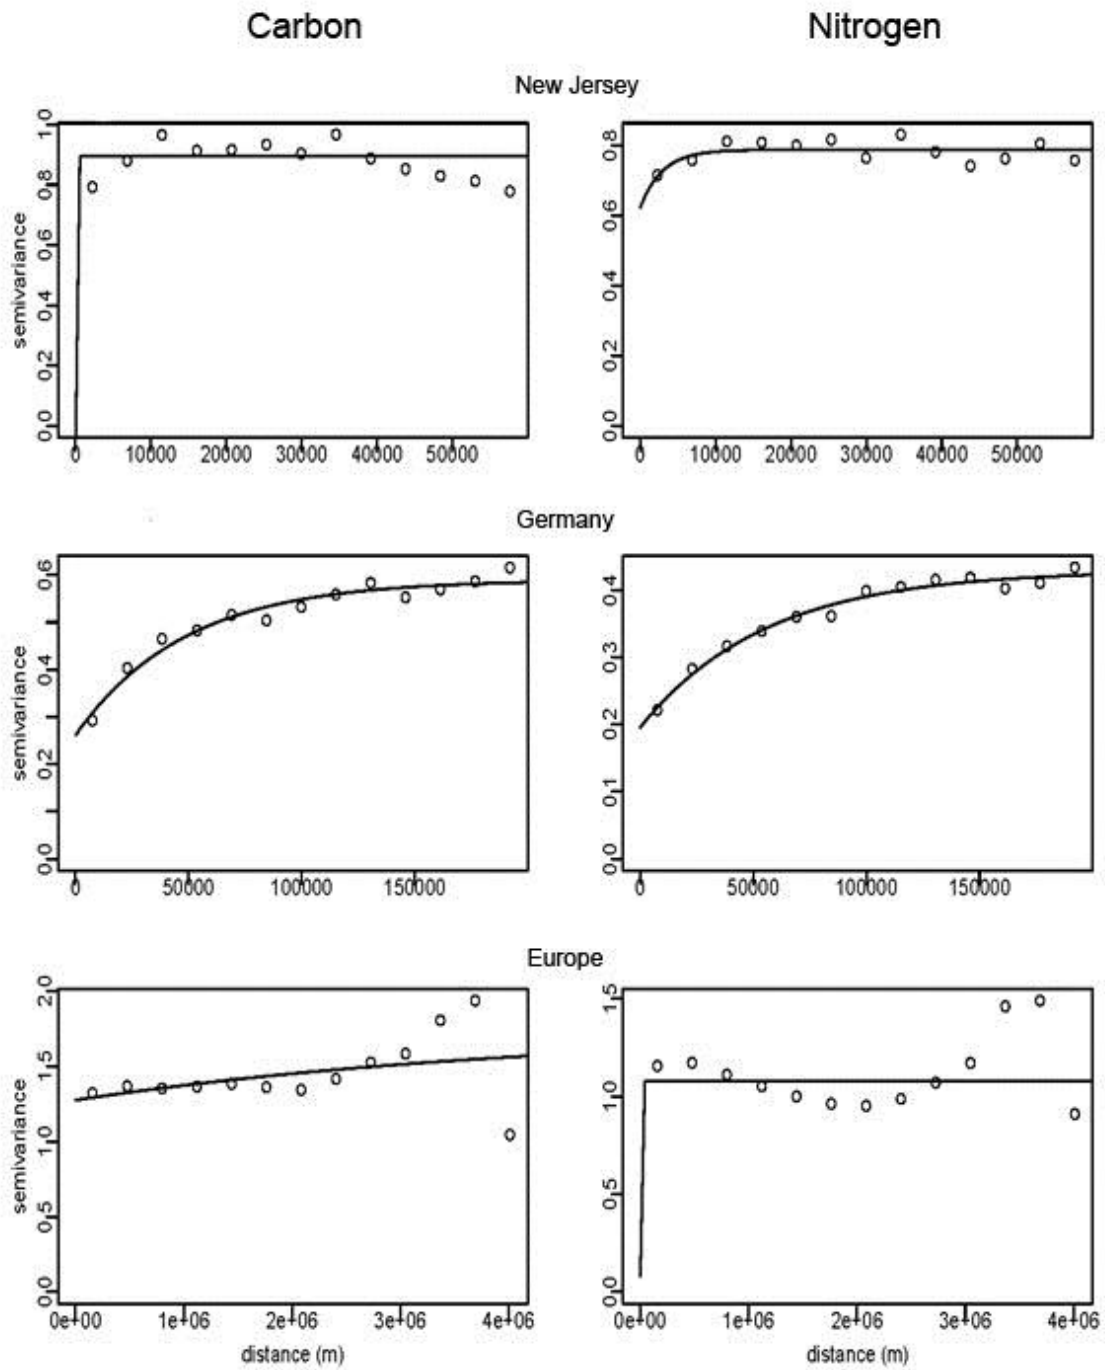 Carbon Nitrogen
New Jersey
semivariance
0.0 0.2 0.4 0.6 0.8 1.0
0 10000 20000 30000 40000 50000
0.0 0.2 0.4 0.6 0.8
0 10000 20000 30000 40000 50000
Germany
semivariance
0.0 0.2 0.4 0.6
0 50000 100000 150000
0.0 0.1 0.2 0.3 0.4
0 50000 100000 150000
Europe
semivariance
0.0 0.5 1.0 1.5 2.0
0e+00 1e+06 2e+06 3e+06 4e+06
distance (m)
0.0 0.5 1.0 1.5
0e+00 1e+06 2e+06 3e+06 4e+06
distance (m)